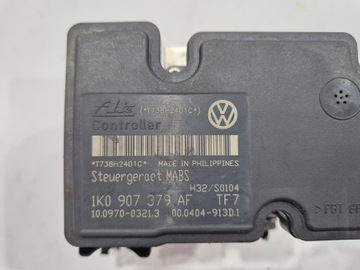 Ate (*T738H2401C*)
Controller
*T738H2401C* MADE IN PHILIPPINES
Steuergeraet MABS
H32/S0104
1K0 907 379 AF TF7
10.0970-0321.3 00.0404-913D.1
>PBT